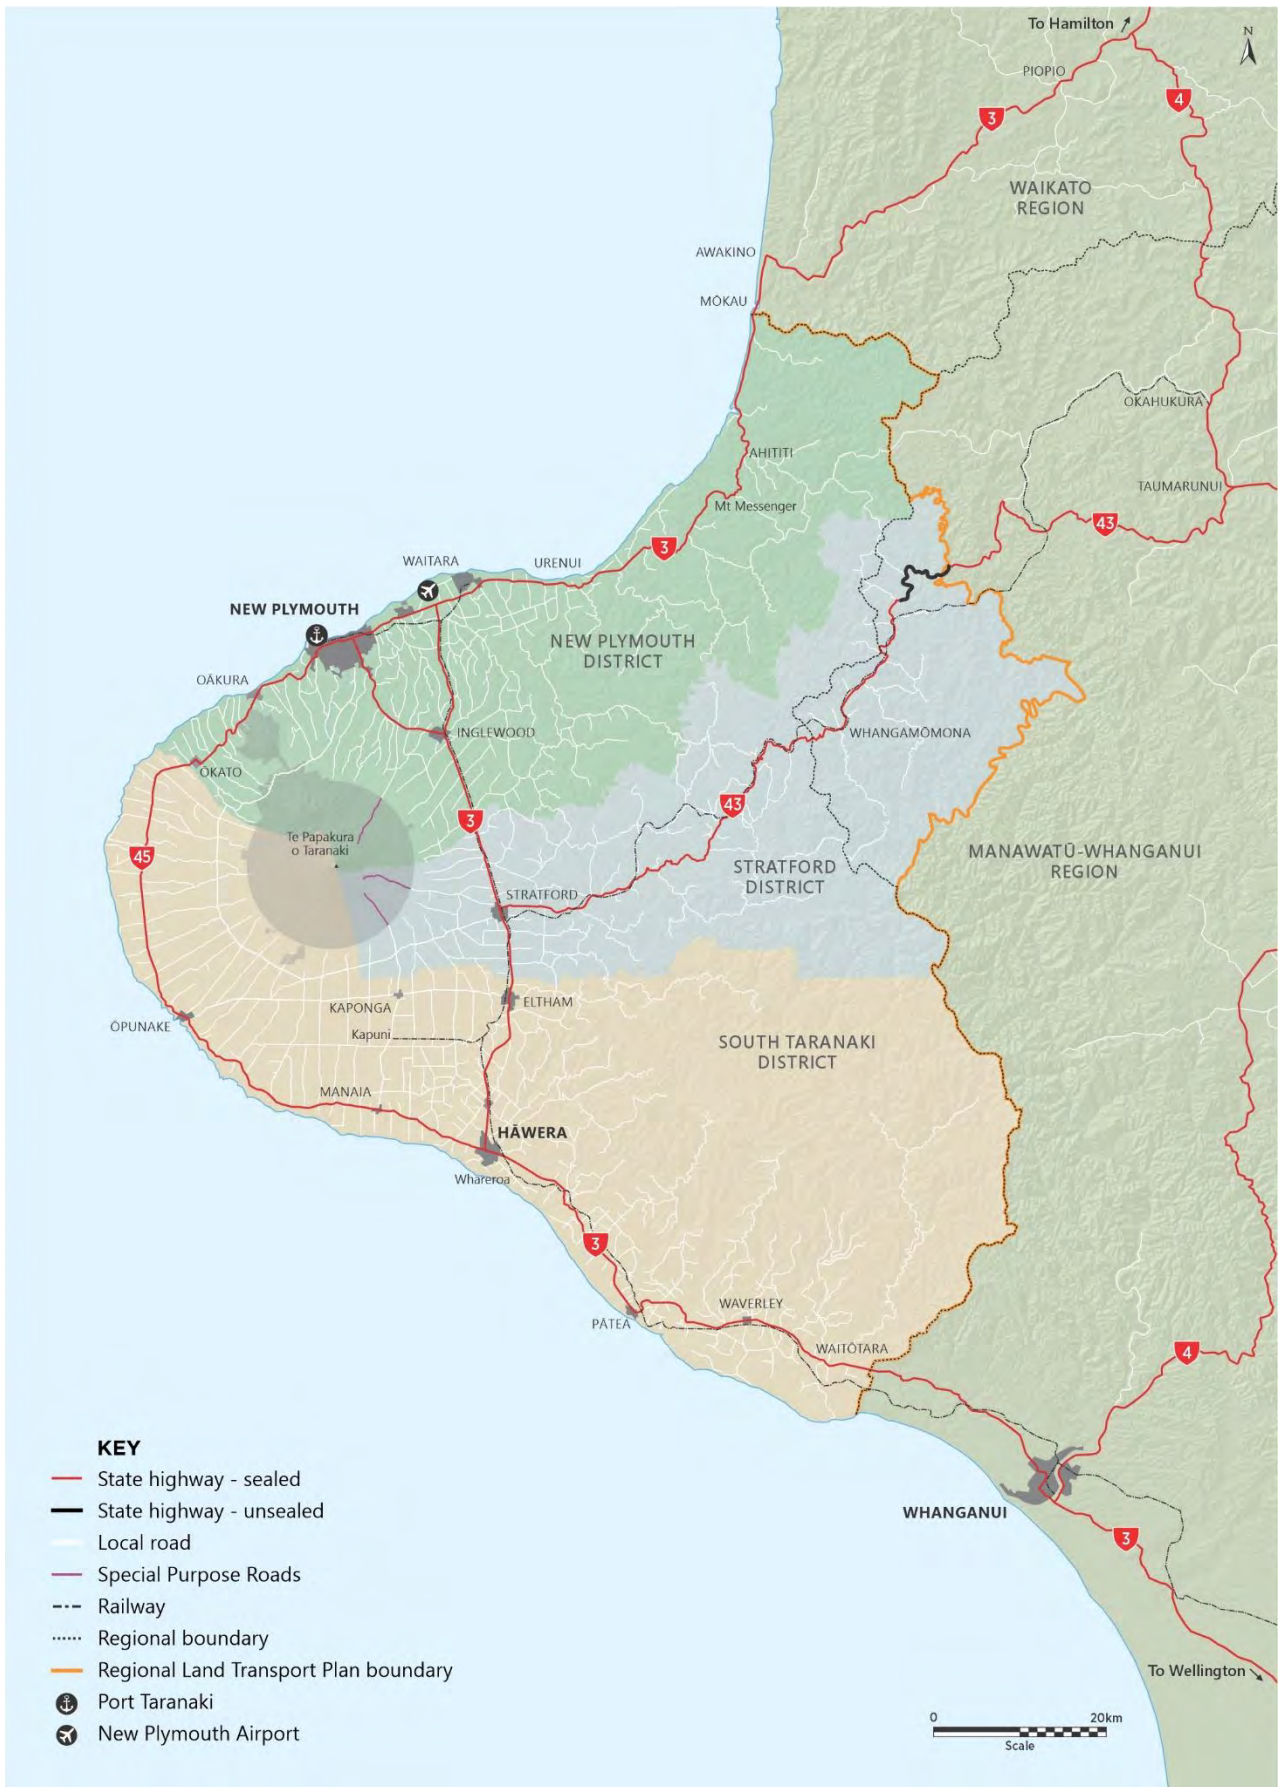 To Hamilton
N
PIOPIO
4
3
WAIKATO
REGION
AWAKINO
MŌKAU
OKAHUKURA
AHITITI
TAUMARUNUI
Mt Messenger
43
3
WAITARA
URENUI
NEW PLYMOUTH
NEW PLYMOUTH
DISTRICT
OĀKURA
INGLEWOOD
WHANGAMŌMONA
ŌKATO
43
3
Te Papakura
o Taranaki
45
MANAWATŪ-WHANGANUI
REGION
STRATFORD
DISTRICT
STRATFORD
KAPONGA
ELTHAM
ŌPUNAKE
Kapuni
SOUTH TARANAKI
DISTRICT
MANAIA
HĀWERA
Whareroa
3
WAVERLEY
PĀTEA
WAITŌTARA
4
KEY
State highway - sealed
State highway - unsealed
Local road
Special Purpose Roads
Railway
Regional boundary
Regional Land Transport Plan boundary
Port Taranaki
New Plymouth Airport
WHANGANUI
3
To Wellington
0 20km
Scale